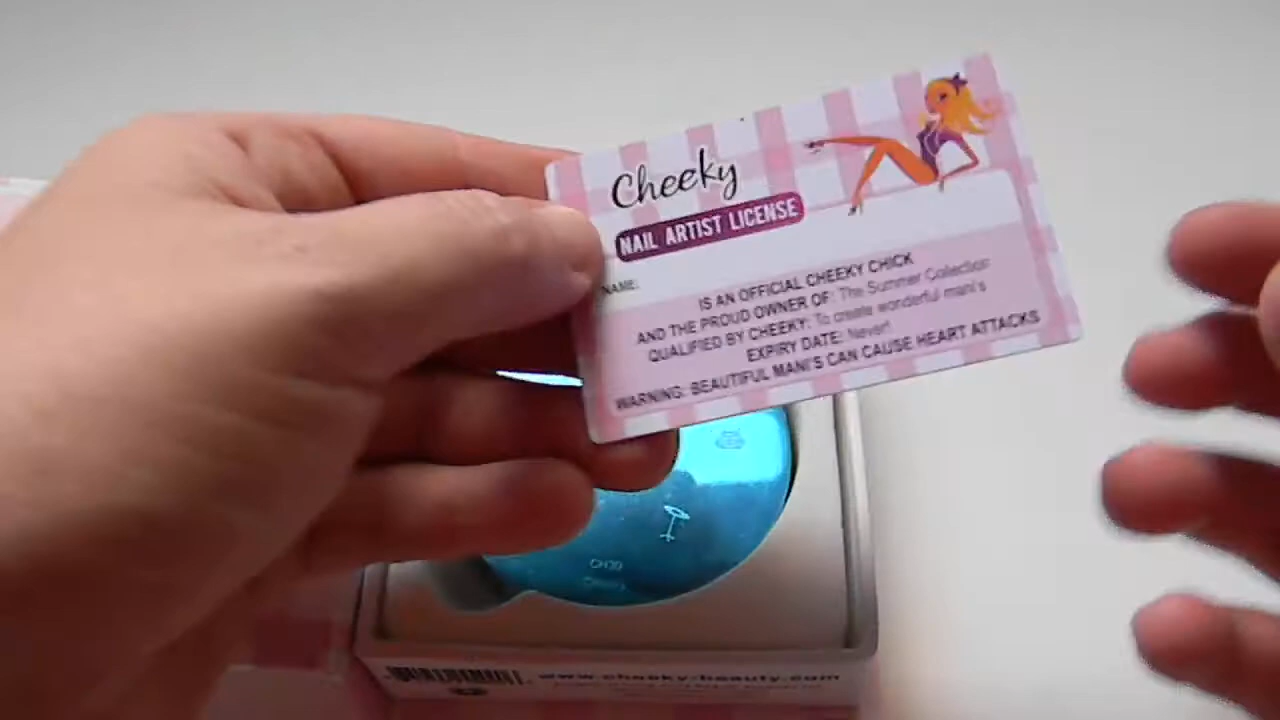 Cheeky
NAIL ARTIST LICENSE
NAME:
IS AN OFFICIAL CHEEKY CHICK
AND THE PROUD OWNER OF: The Summer Collection
QUALIFIED BY CHEEKY: To create wonderful mani's
EXPIRY DATE: Never!
WARNING: BEAUTIFUL MANI'S CAN CAUSE HEART ATTACKS
www.cheeky-beauty.com